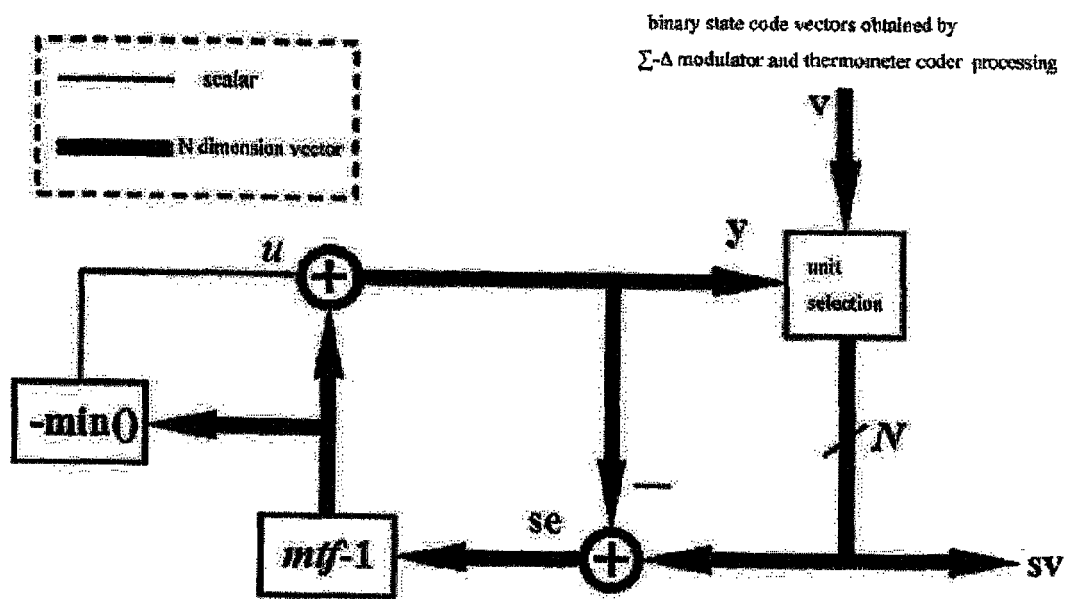 binary state code vectors obtained by
∑-Δ modulator and thermometer coder processing
scalar
N dimension vector
v
u
+
y
unit
selection
-min()
N
—
se
mtf-1
+
sv